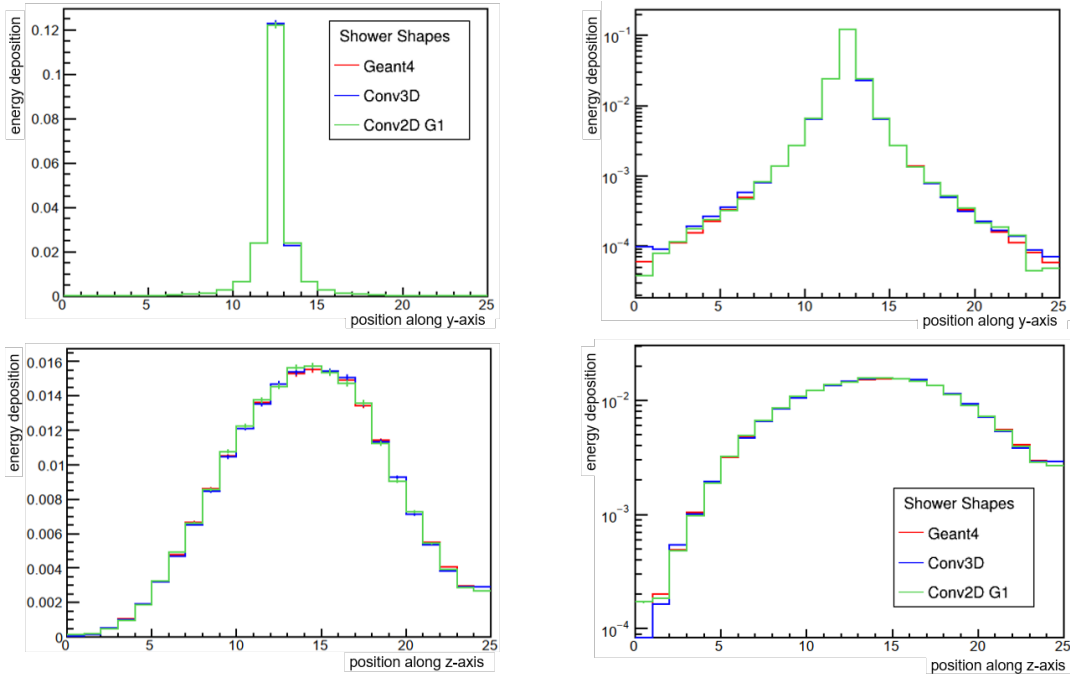 energy deposition
0.12
0.1
0.08
0.06
0.04
0.02
0
Shower Shapes
Geant4
Conv3D
Conv2D G1
0 5 10 15 20 25
position along y-axis
energy deposition
10⁻¹
10⁻²
10⁻³
10⁻⁴
0 5 10 15 20 25
position along y-axis
energy deposition
0.016
0.014
0.012
0.01
0.008
0.006
0.004
0.002
0
0 5 10 15 20 25
position along z-axis
energy deposition
10⁻²
10⁻³
10⁻⁴
Shower Shapes
Geant4
Conv3D
Conv2D G1
0 5 10 15 20 25
position along z-axis